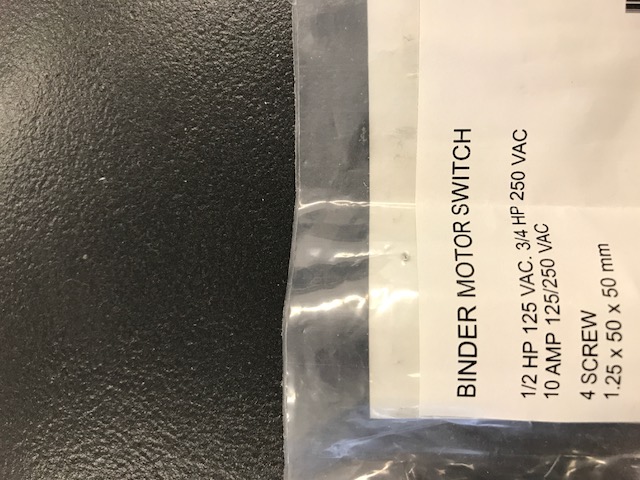 BINDER MOTOR SWITCH
1/2 HP 125 VAC. 3/4 HP 250 VAC
10 AMP 125/250 VAC
4 SCREW
1.25 x 50 x 50 mm